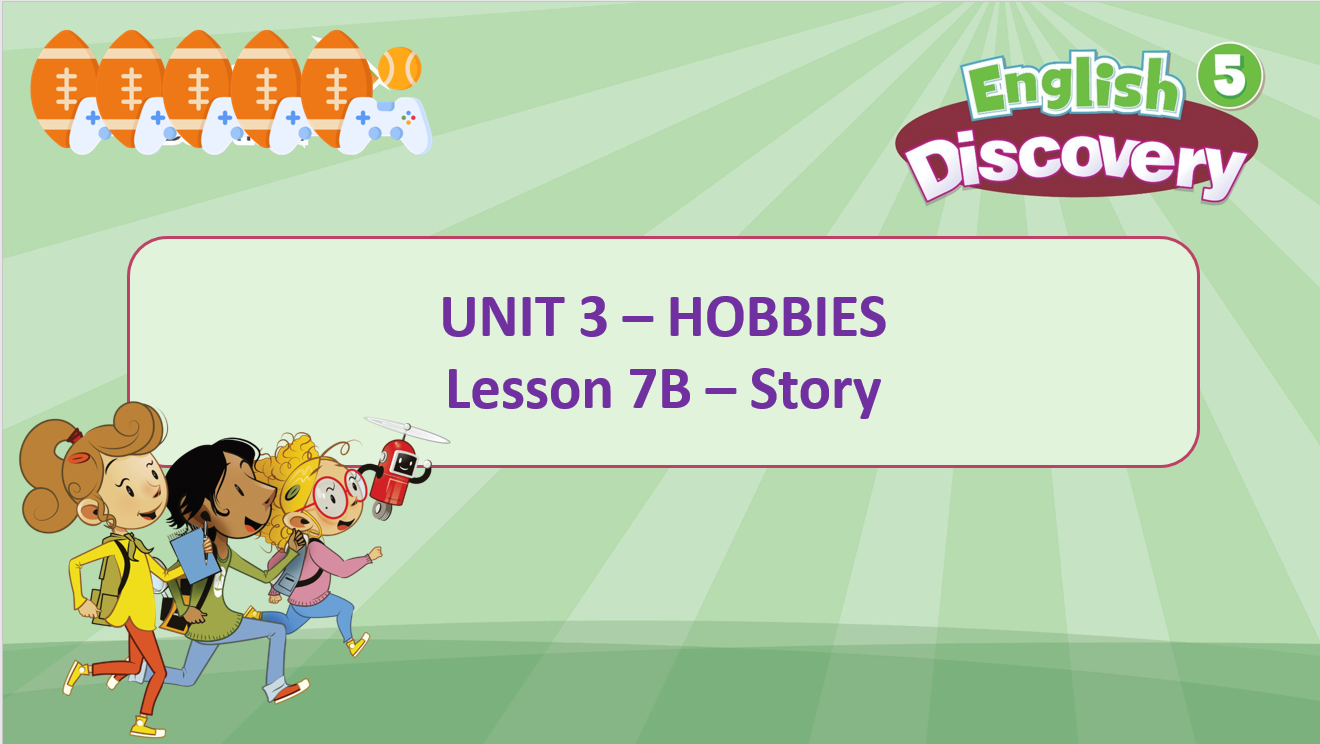 English 5
Discovery
UNIT 3 – HOBBIES
Lesson 7B – Story